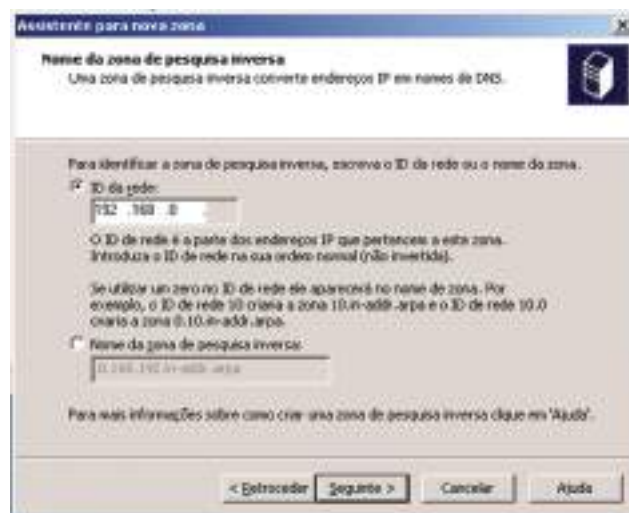 Assistente para nova zona
Nome da zona de pesquisa inversa
Uma zona de pesquisa inversa converte endereços IP em nomes de DNS.
Para identificar a zona de pesquisa inversa, escreva o ID da rede ou o nome da zona.
ID da rede:
192 .168 .0 .
O ID de rede é a parte dos endereços IP que pertencem a esta zona.
Introduza o ID de rede na sua ordem normal (não invertida).
Se utilizar um zero no ID de rede ele aparecerá no nome de zona. Por
exemplo, o ID de rede 10 criaria a zona 10.in-addr.arpa e o ID de rede 10.0
criaria a zona 0.10.in-addr.arpa.
Nome da zona de pesquisa inversa:
0.168.192.in-addr.arpa
Para mais informações sobre como criar uma zona de pesquisa inversa clique em 'Ajuda'.
< Retroceder Seguinte > Cancelar Ajuda